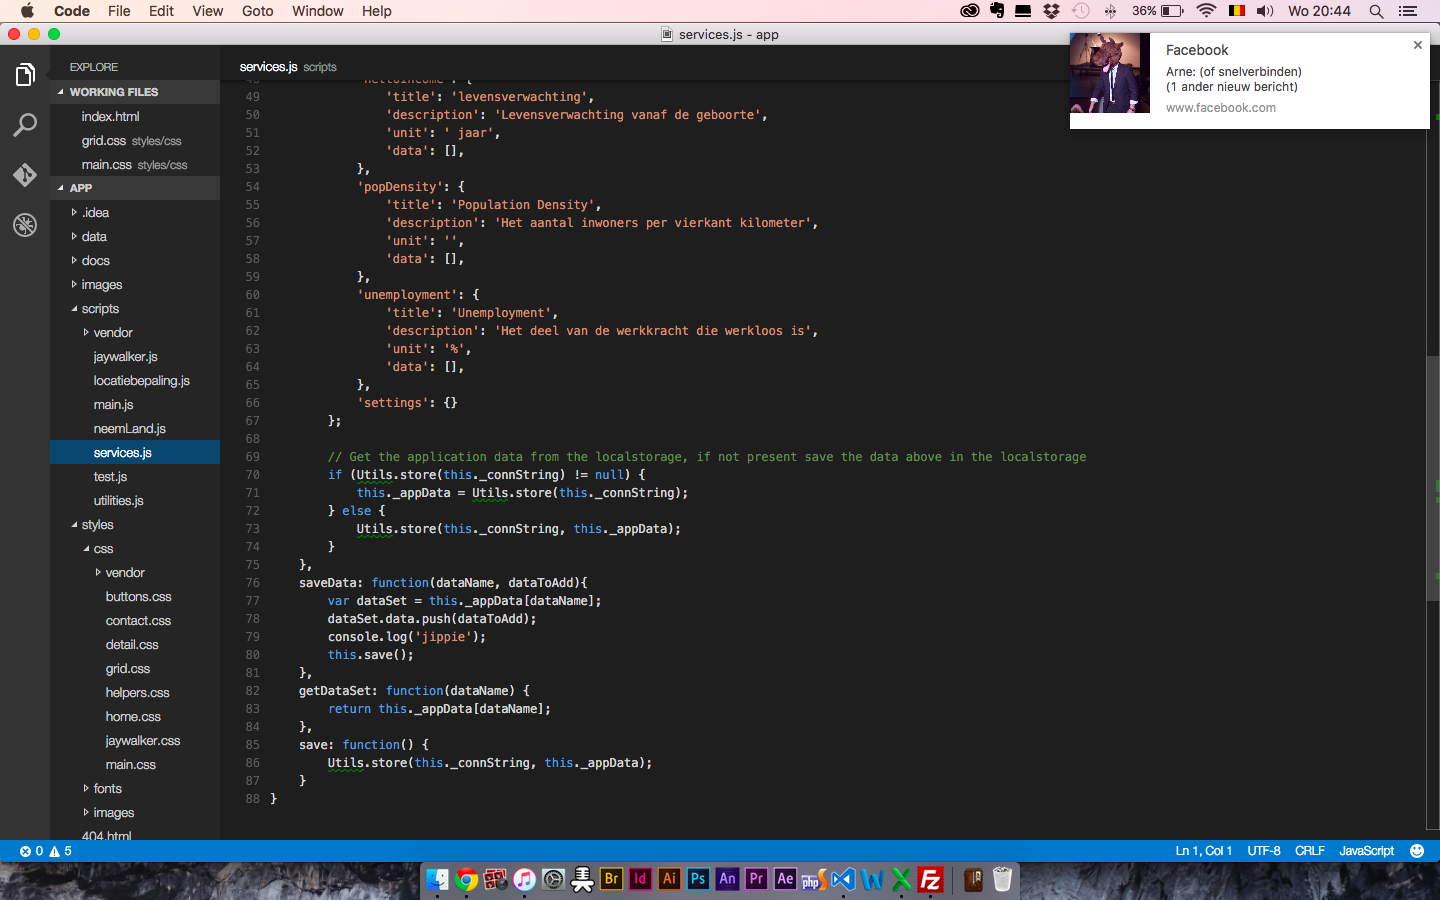 Code File Edit View Goto Window Help
36% Wo 20:44
services.js - app
Facebook
Arne: (of snelverbinden)
(1 ander nieuw bericht)
www.facebook.com
EXPLORE
WORKING FILES
index.html
grid.css styles/css
main.css styles/css
APP
.idea
data
docs
images
scripts
vendor
jaywalker.js
locatiebepaling.js
main.js
neemLand.js
services.js
test.js
utilities.js
styles
css
vendor
buttons.css
contact.css
detail.css
grid.css
helpers.css
home.css
jaywalker.css
main.css
fonts
images
404.html
services.js scripts
49 'title': 'levensverwachting',
50 'description': 'Levensverwachting vanaf de geboorte',
51 'unit': ' jaar',
52 'data': [],
53 },
54 'popDensity': {
55 'title': 'Population Density',
56 'description': 'Het aantal inwoners per vierkant kilometer',
57 'unit': '',
58 'data': [],
59 },
60 'unemployment': {
61 'title': 'Unemployment',
62 'description': 'Het deel van de werkkracht die werkloos is',
63 'unit': '%',
64 'data': [],
65 },
66 'settings': {}
67 };
68
69 // Get the application data from the localstorage, if not present save the data above in the localstorage
70 if (Utils.store(this._connString) != null) {
71 this._appData = Utils.store(this._connString);
72 } else {
73 Utils.store(this._connString, this._appData);
74 }
75 },
76 saveData: function(dataName, dataToAdd){
77 var dataSet = this._appData[dataName];
78 dataSet.data.push(dataToAdd);
79 console.log('jippie');
80 this.save();
81 },
82 getDataSet: function(dataName) {
83 return this._appData[dataName];
84 },
85 save: function() {
86 Utils.store(this._connString, this._appData);
87 }
88 }
0 5
Ln 1, Col 1 UTF-8 CRLF JavaScript
Br Id Ai Ps An Pr Ae php W X Fz